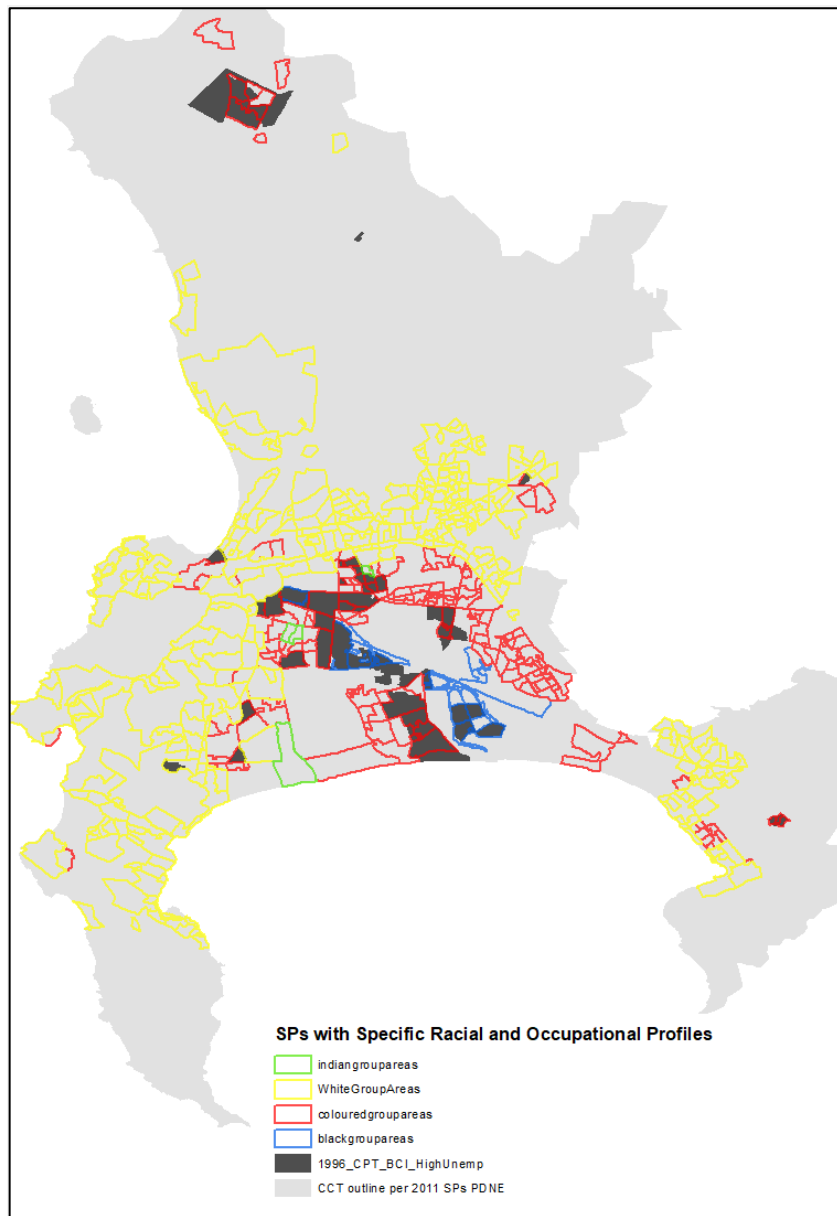 SPs with Specific Racial and Occupational Profiles
indiangroupareas
WhiteGroupAreas
colouredgroupareas
blackgroupareas
1996_CPT_BCI_HighUnemp
CCT outline per 2011 SPs PDNE